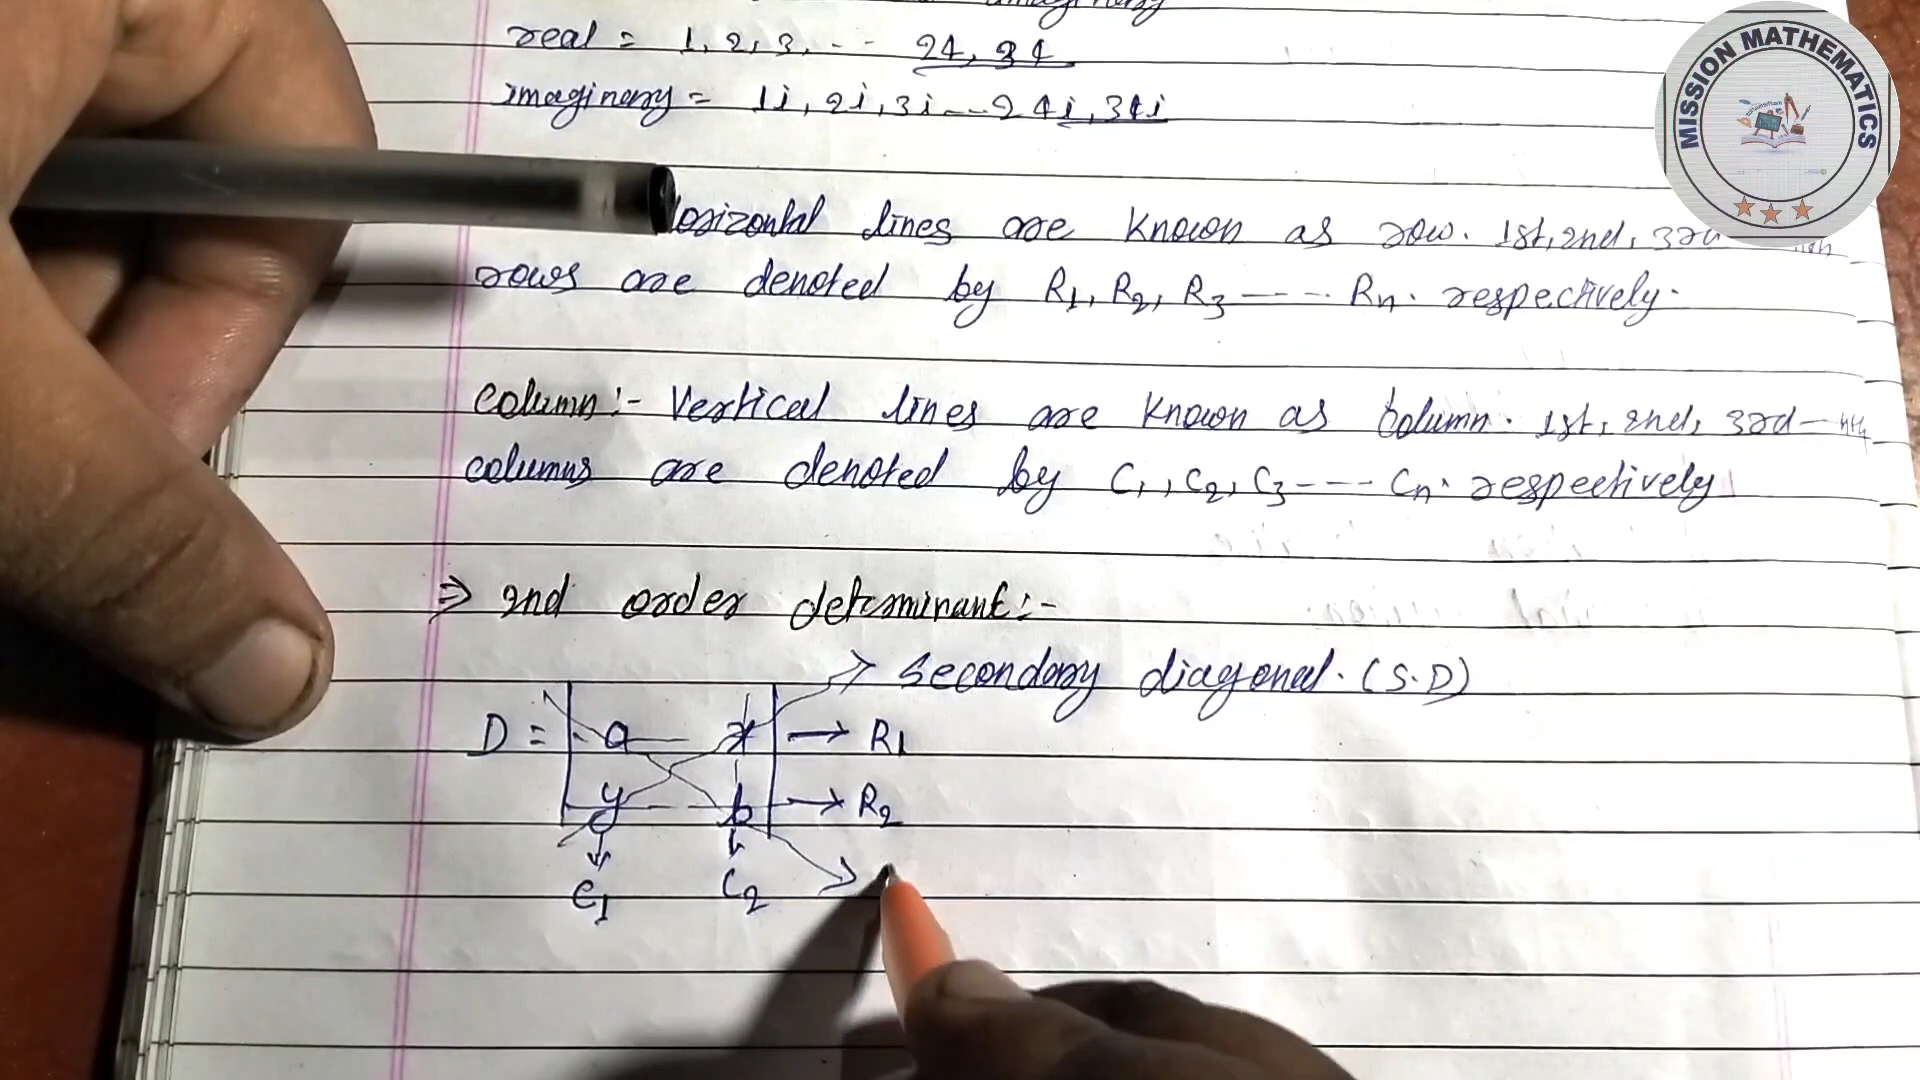 imaginary
real = 1, 2, 3, -- 24, 34
imaginary = 1i, 2i, 3i --- 24i, 34i
orizontal lines are known as row. 1st, 2nd, 3rd
rows are denoted by R1, R2, R3 ---- Rn. respectively.
column:- Vertical lines are known as column. 1st, 2nd, 3rd — nth
columns are denoted by C1, C2, C3 ---- Cn. respectively
⇒ 2nd order determinant:-
secondary diagonal. (S.D)
D = | a x | → R1
| y b | → R2
C1 C2
MISSION MATHEMATICS